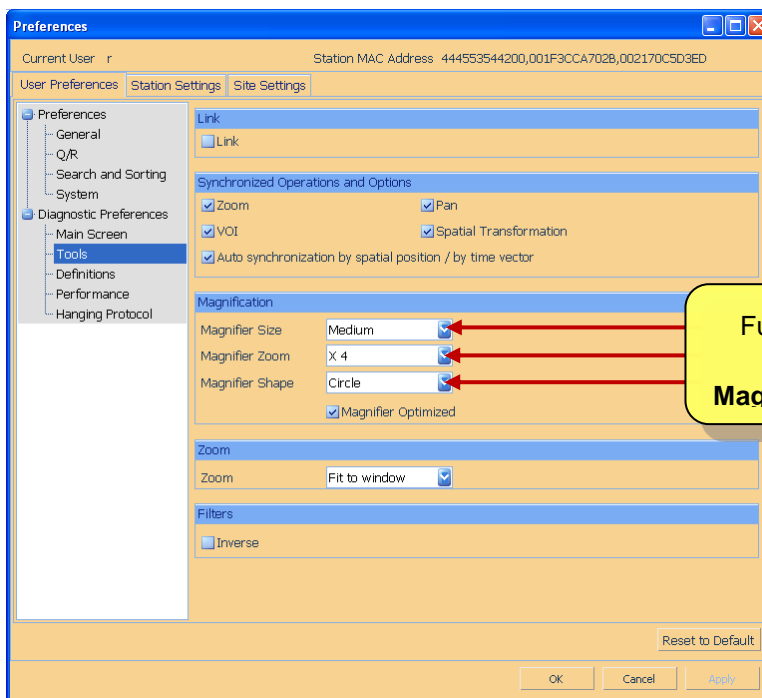 Preferences
Current User r Station MAC Address 444553544200,001F3CCA702B,002170C5D3ED
User Preferences Station Settings Site Settings
Preferences
General
Q/R
Search and Sorting
System
Diagnostic Preferences
Main Screen
Tools
Definitions
Performance
Hanging Protocol
Link
Link
Synchronized Operations and Options
Zoom Pan
VOI Spatial Transformation
Auto synchronization by spatial position / by time vector
Magnification
Magnifier Size Medium
Magnifier Zoom X 4
Magnifier Shape Circle
Magnifier Optimized
Zoom
Zoom Fit to window
Filters
Inverse
Reset to Default
OK Cancel Apply